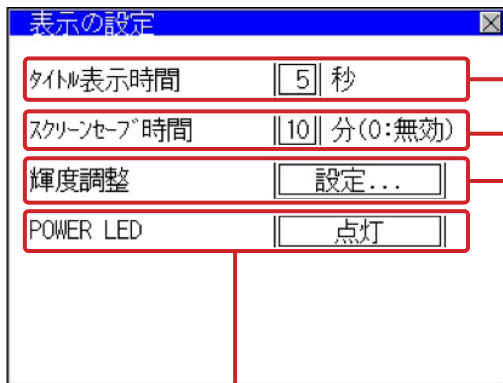 表示の設定
ﾀｲﾄﾙ表示時間 5 秒
ｽｸﾘｰﾝｾｰﾌﾞ時間 10 分(0:無効)
輝度調整 設定...
POWER LED 点灯